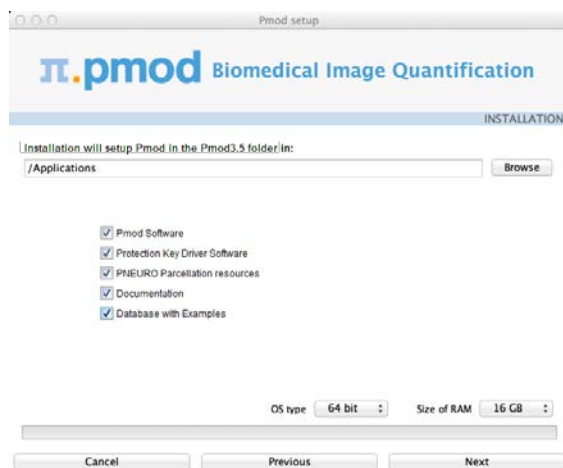 Pmod setup
π.pmod Biomedical Image Quantification
INSTALLATION
Installation will setup Pmod in the Pmod3.5 folder in:
/Applications
Browse
Pmod Software
Protection Key Driver Software
PNEURO Parcellation resources
Documentation
Database with Examples
OS type 64 bit Size of RAM 16 GB
Cancel Previous Next